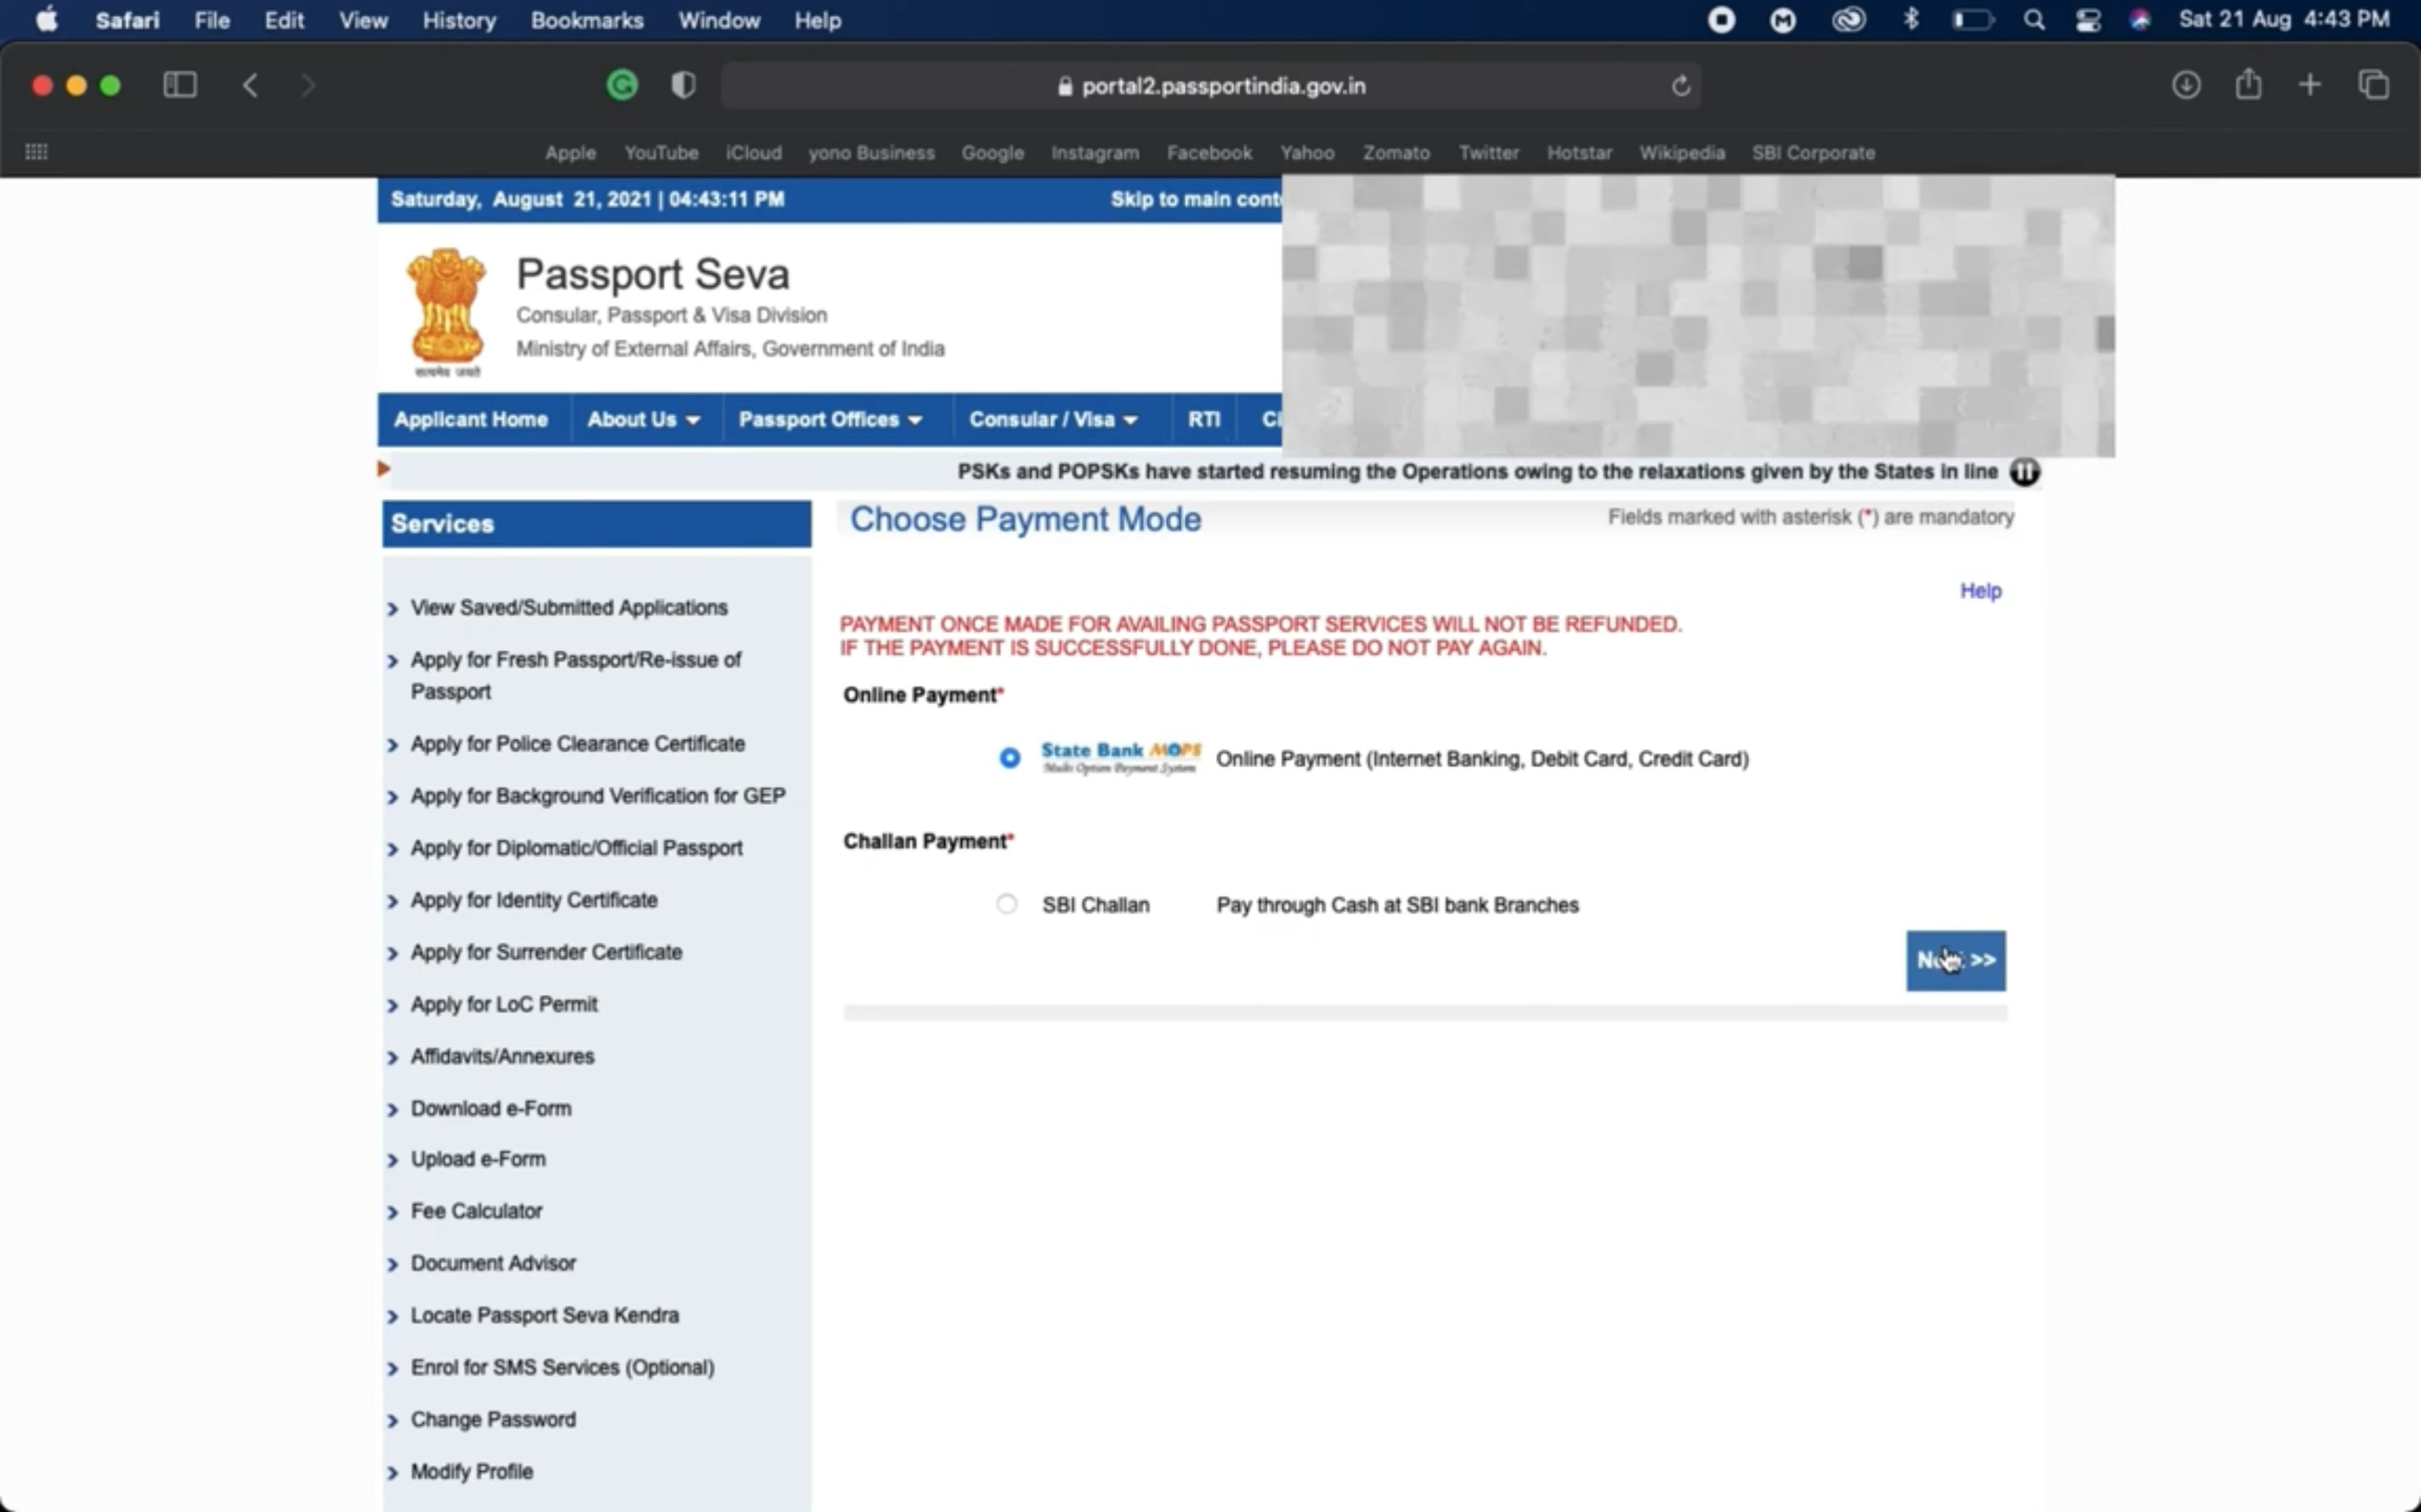 Safari File Edit View History Bookmarks Window Help Sat 21 Aug 4:43 PM
portal2.passportindia.gov.in
Apple YouTube iCloud yono Business Google Instagram Facebook Yahoo Zomato Twitter Hotstar Wikipedia SBI Corporate
Saturday, August 21, 2021 | 04:43:11 PM
Skip to main
सत्यमेव जयते
Passport Seva
Consular, Passport & Visa Division
Ministry of External Affairs, Government of India
Applicant Home About Us Passport Offices Consular / Visa RTI
PSKs and POPSKs have started resuming the Operations owing to the relaxations given by the States in line
Services
View Saved/Submitted Applications
Apply for Fresh Passport/Re-issue of
Passport
Apply for Police Clearance Certificate
Apply for Background Verification for GEP
Apply for Diplomatic/Official Passport
Apply for Identity Certificate
Apply for Surrender Certificate
Apply for LoC Permit
Affidavits/Annexures
Download e-Form
Upload e-Form
Fee Calculator
Document Advisor
Locate Passport Seva Kendra
Enrol for SMS Services (Optional)
Change Password
Modify Profile
Choose Payment Mode
Fields marked with asterisk (*) are mandatory
Help
PAYMENT ONCE MADE FOR AVAILING PASSPORT SERVICES WILL NOT BE REFUNDED.
IF THE PAYMENT IS SUCCESSFULLY DONE, PLEASE DO NOT PAY AGAIN.
Online Payment*
State Bank MOPS
Multi Option Payment System
Online Payment (Internet Banking, Debit Card, Credit Card)
Challan Payment*
SBI Challan Pay through Cash at SBI bank Branches
>>